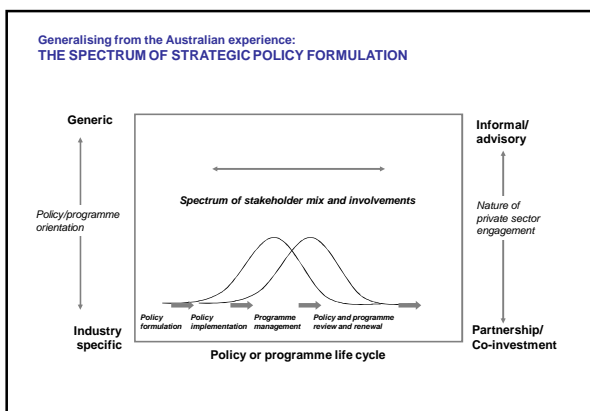 Generalising from the Australian experience:
THE SPECTRUM OF STRATEGIC POLICY FORMULATION
Generic
Informal/
advisory
Spectrum of stakeholder mix and involvements
Policy/programme
orientation
Nature of
private sector
engagement
Industry
specific
Policy
formulation
Policy
implementation
Programme
management
Policy and programme
review and renewal
Partnership/
Co-investment
Policy or programme life cycle